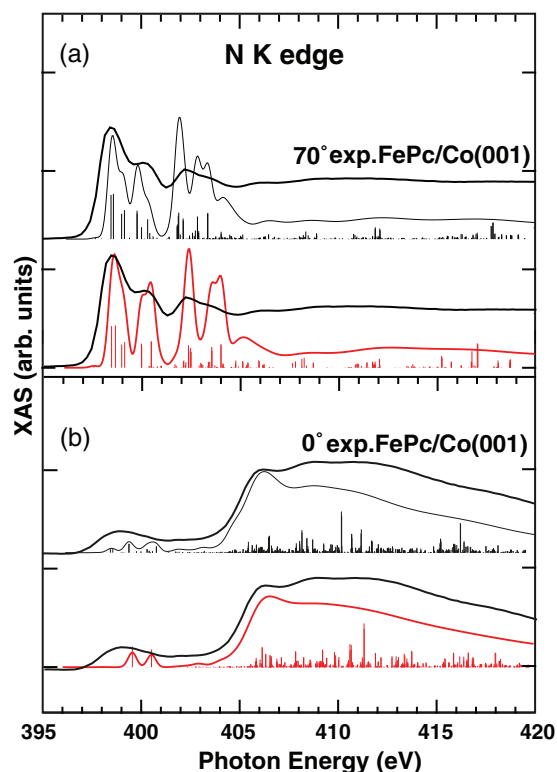 (a)
N K edge
70° exp.FePc/Co(001)
XAS (arb. units)
(b)
0° exp.FePc/Co(001)
395 400 405 410 415 420
Photon Energy (eV)